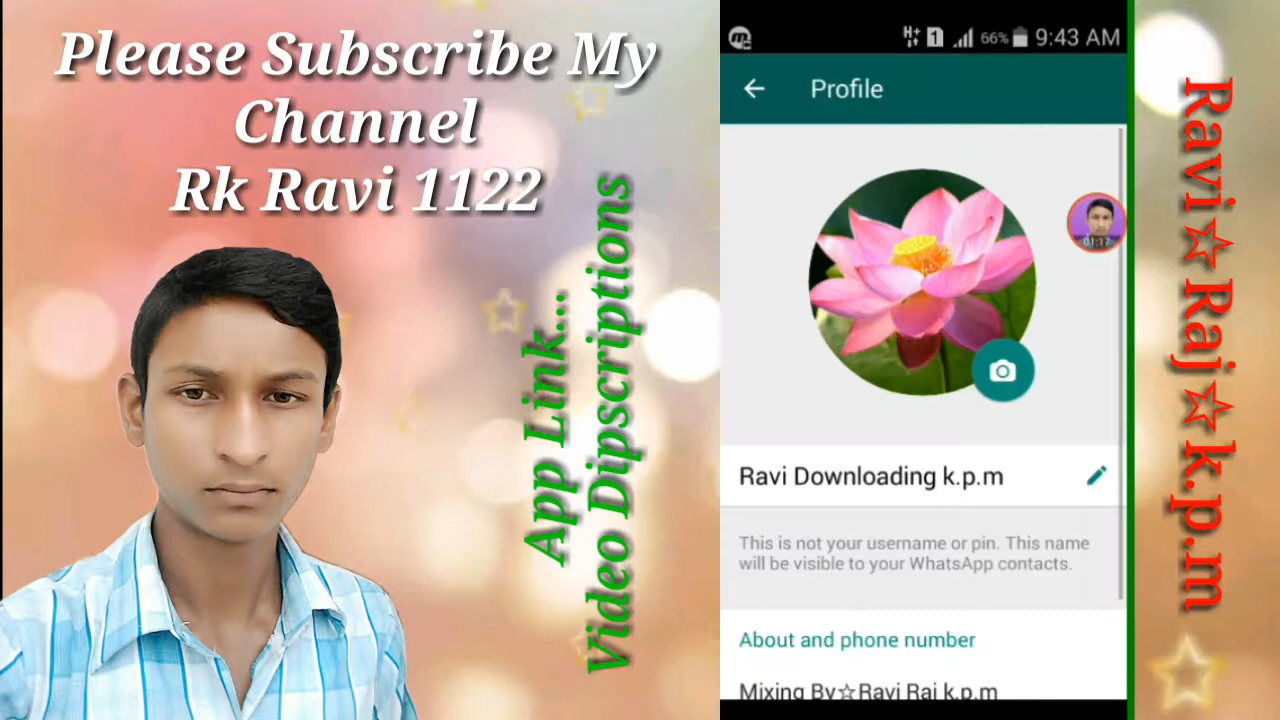 Please Subscribe My
Channel
Rk Ravi 1122
App Link...
Video Dipscriptions
H+ 1 66% 9:43 AM
Profile
01:17
Ravi Downloading k.p.m
This is not your username or pin. This name
will be visible to your WhatsApp contacts.
About and phone number
Mixing By☆Ravi Raj k.p.m
Ravi☆Raj☆k.p.m